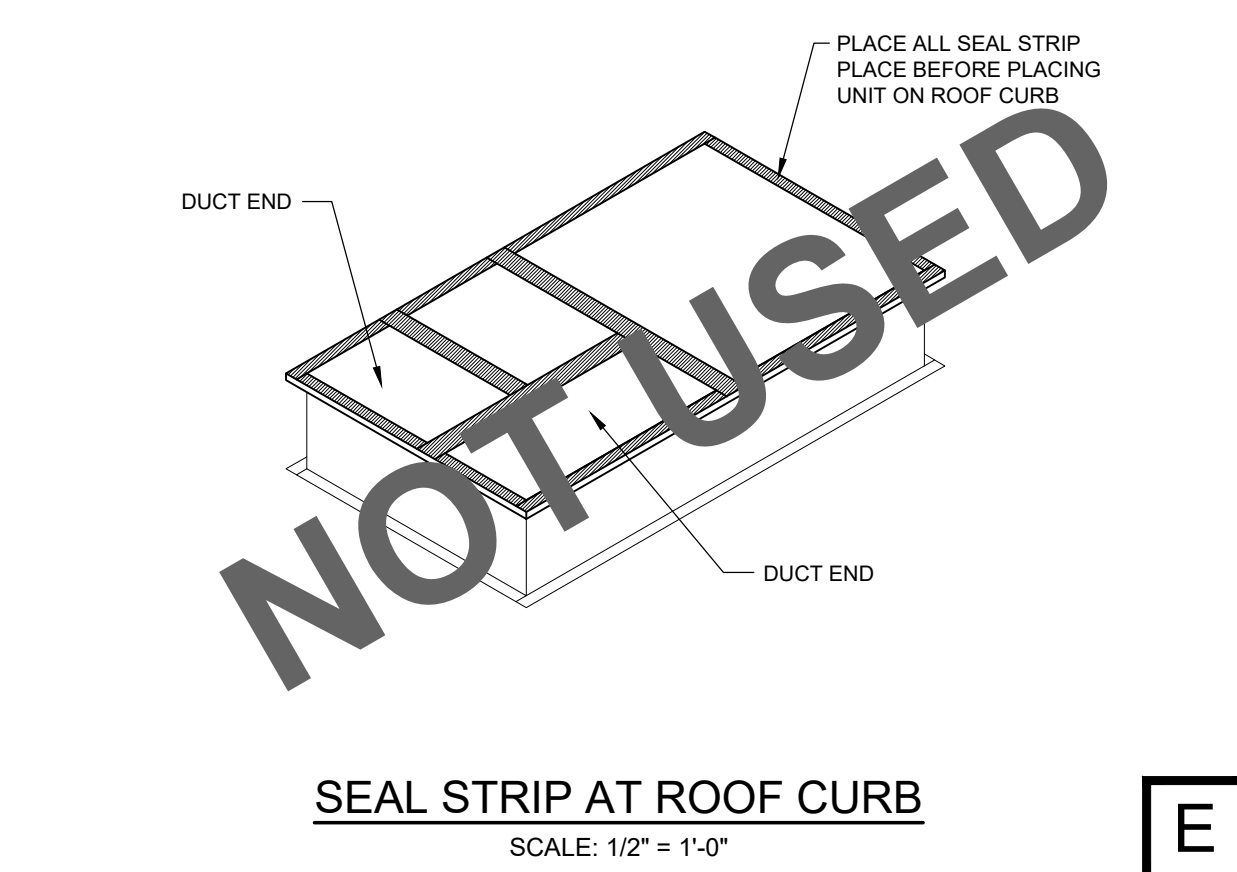 PLACE ALL SEAL STRIP
PLACE BEFORE PLACING
UNIT ON ROOF CURB
DUCT END
NOT USED
DUCT END
SEAL STRIP AT ROOF CURB
SCALE: 1/2" = 1'-0"
E